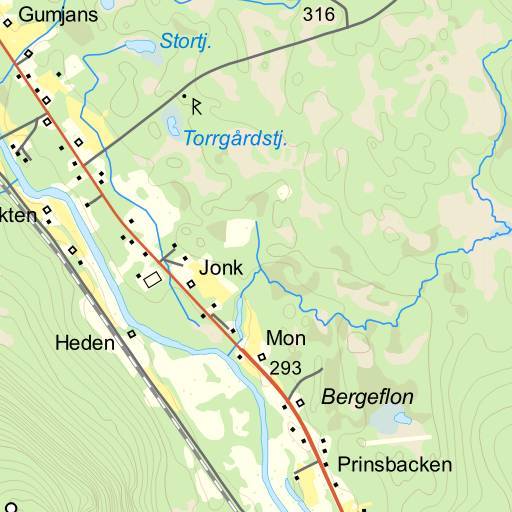 Gumjans
316
Stortj.
Torrgårdstj.
kten
Jonk
Heden
Mon
293
Bergeflon
Prinsbacken